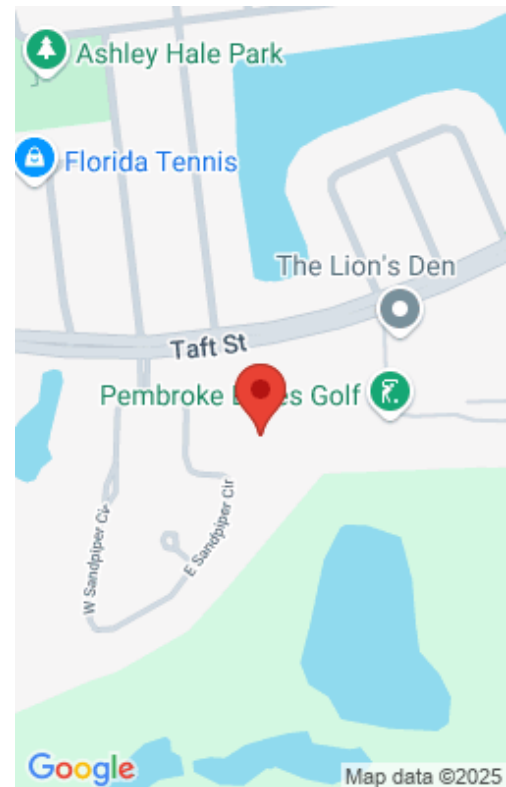 Ashley Hale Park
Florida Tennis
The Lion's Den
Taft St
Pembroke L es Golf
W Sandpiper Cir
E Sandpiper Cir
Google
Map data ©2025